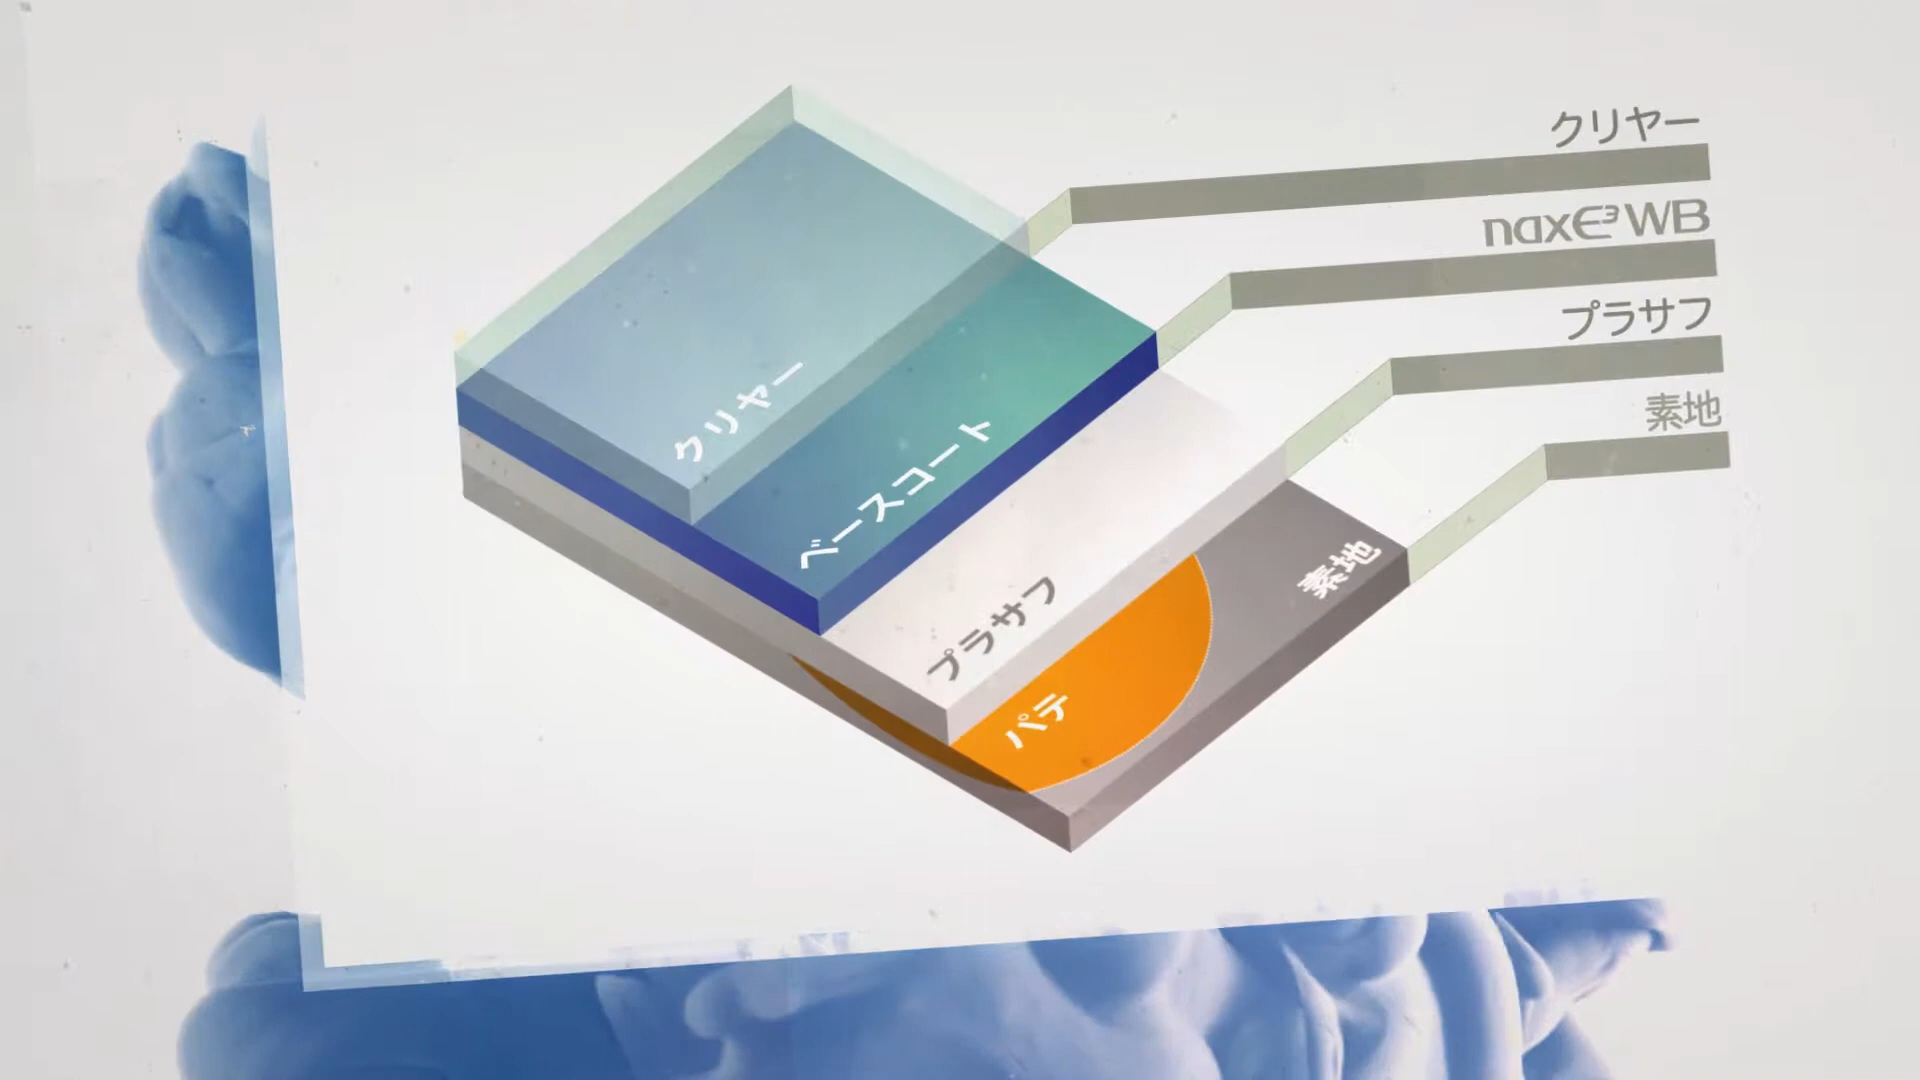 クリヤー
naxE³WB
プラサフ
素地
クリヤー
ベースコート
プラサフ
パテ
素地